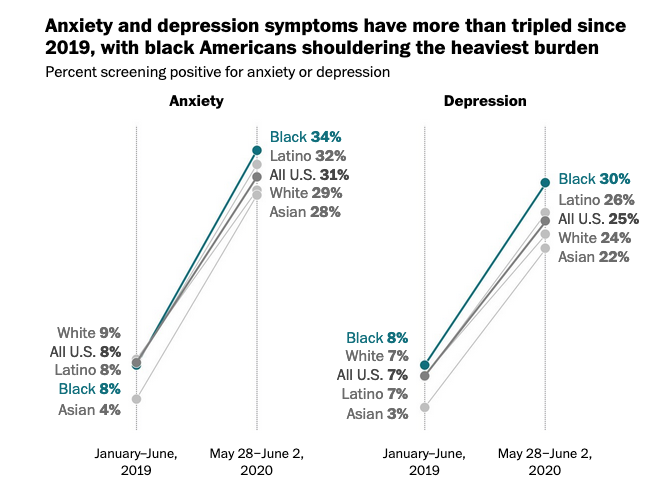 Anxiety and depression symptoms have more than tripled since
2019, with black Americans shouldering the heaviest burden
Percent screening positive for anxiety or depression
Anxiety
Black 34%
Latino 32%
All U.S. 31%
White 29%
Asian 28%
White 9%
All U.S. 8%
Latino 8%
Black 8%
Asian 4%
January–June,
2019
May 28–June 2,
2020
Depression
Black 30%
Latino 26%
All U.S. 25%
White 24%
Asian 22%
Black 8%
White 7%
All U.S. 7%
Latino 7%
Asian 3%
January–June,
2019
May 28–June 2,
2020